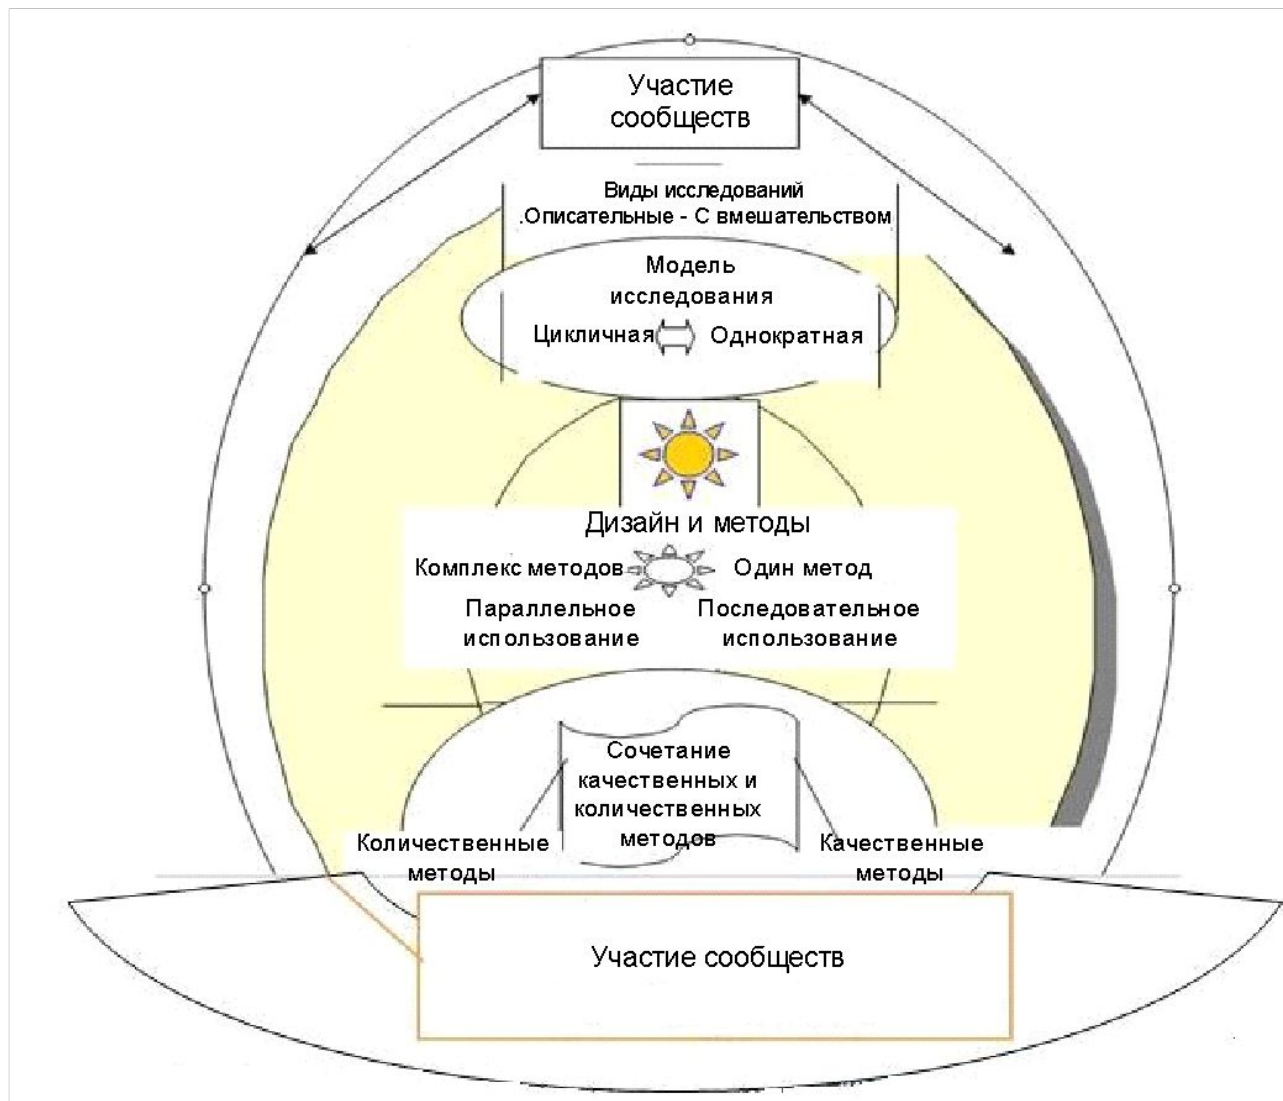 Участие
сообществ
Виды исследований
.Описательные - С вмешательством
Модель
исследования
Цикличная Однократная
Дизайн и методы
Комплекс методов Один метод
Параллельное
использование
Последовательное
использование
Сочетание
качественных и
количественных
методов
Количественные
методы
Качественные
методы
Участие сообществ